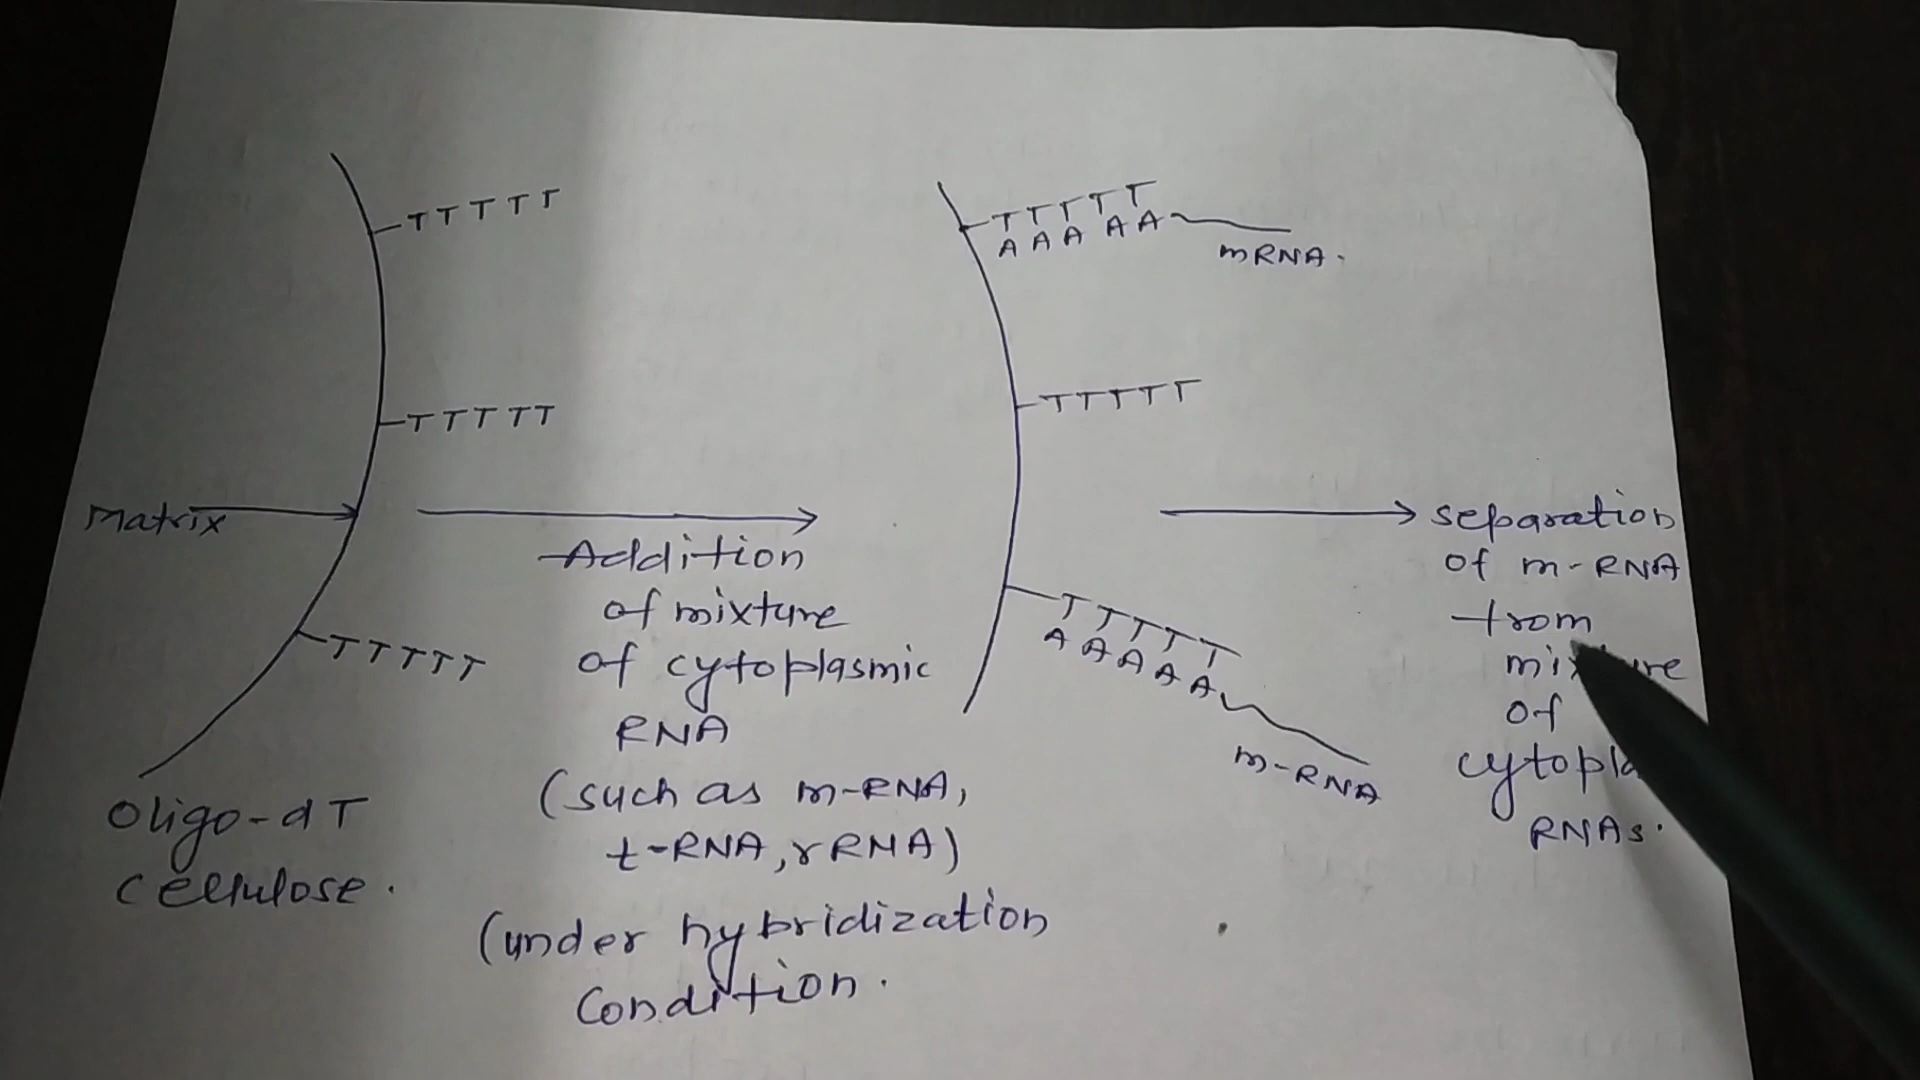 TTTTT
TTTTT
Matrix
TTTTT
Oligo-dT
Cellulose.
Addition
of mixture
of cytoplasmic
RNA
(such as m-RNA,
t-RNA, rRNA)
(under hybridization
Condition.
TTTTT
AAAAA
mRNA.
TTTTT
TTTTT
AAAAA
m-RNA
separation
of m-RNA
from
of
RNAs.